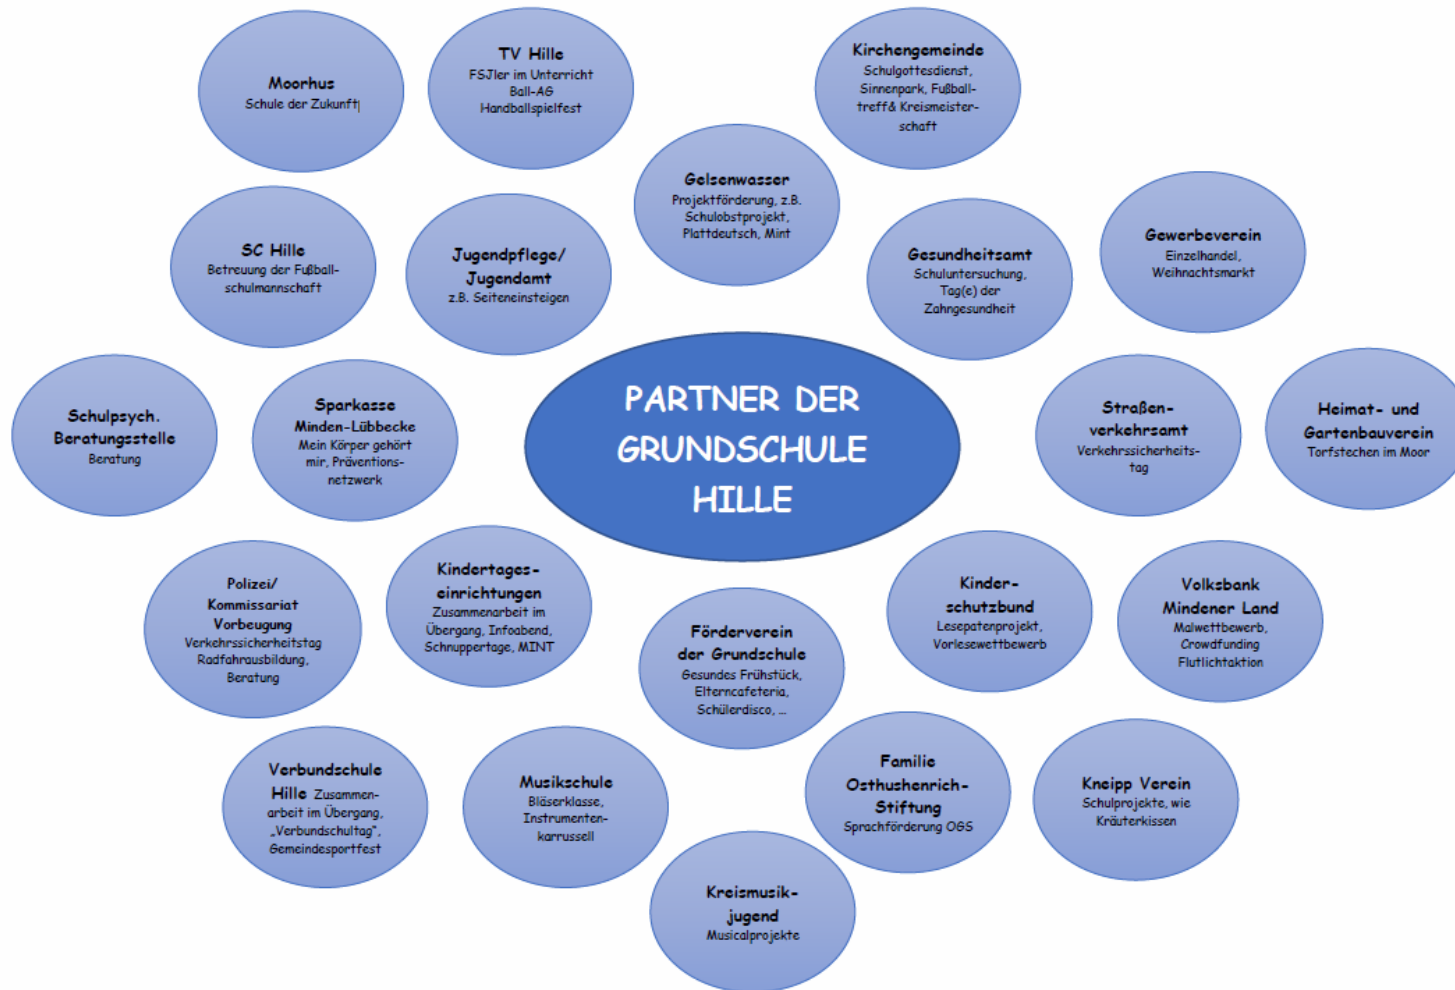 Moorhus
Schule der Zukunft
TV Hille
FSJler im Unterricht
Ball-AG
Handballspielfest
Kirchengemeinde
Schulgottesdienst,
Sinnenpark, Fußball-
treff& Kreismeister-
schaft
Gelsenwasser
Projektförderung, z.B.
Schulobstprojekt,
Plattdeutsch, Mint
SC Hille
Betreuung der Fußball-
schulmannschaft
Jugendpflege/
Jugendamt
z.B. Seiteneinsteigen
Gesundheitsamt
Schuluntersuchung,
Tag(e) der
Zahngesundheit
Gewerbeverein
Einzelhandel,
Weihnachtsmarkt
Schulpsych.
Beratungsstelle
Beratung
Sparkasse
Minden-Lübbecke
Mein Körper gehört
mir, Präventions-
netzwerk
PARTNER DER
GRUNDSCHULE
HILLE
Straßen-
verkehrsamt
Verkehrssicherheits-
tag
Heimat- und
Gartenbauverein
Torfstechen im Moor
Polizei/
Kommissariat
Vorbeugung
Verkehrssicherheitstag
Radfahrausbildung,
Beratung
Kindertages-
einrichtungen
Zusammenarbeit im
Übergang, Infoabend,
Schnuppertage, MINT
Förderverein
der Grundschule
Gesundes Frühstück,
Elterncafeteria,
Schülerdisco, …
Kinder-
schutzbund
Lesepatenprojekt,
Vorlesewettbewerb
Volksbank
Mindener Land
Malwettbewerb,
Crowdfunding
Flutlichtaktion
Verbundschule
Hille Zusammen-
arbeit im Übergang,
„Verbundschultag“,
Gemeindesportfest
Musikschule
Bläserklasse,
Instrumenten-
karrussell
Familie
Osthushenrich-
Stiftung
Sprachförderung OGS
Kneipp Verein
Schulprojekte, wie
Kräuterkissen
Kreismusik-
jugend
Musicalprojekte